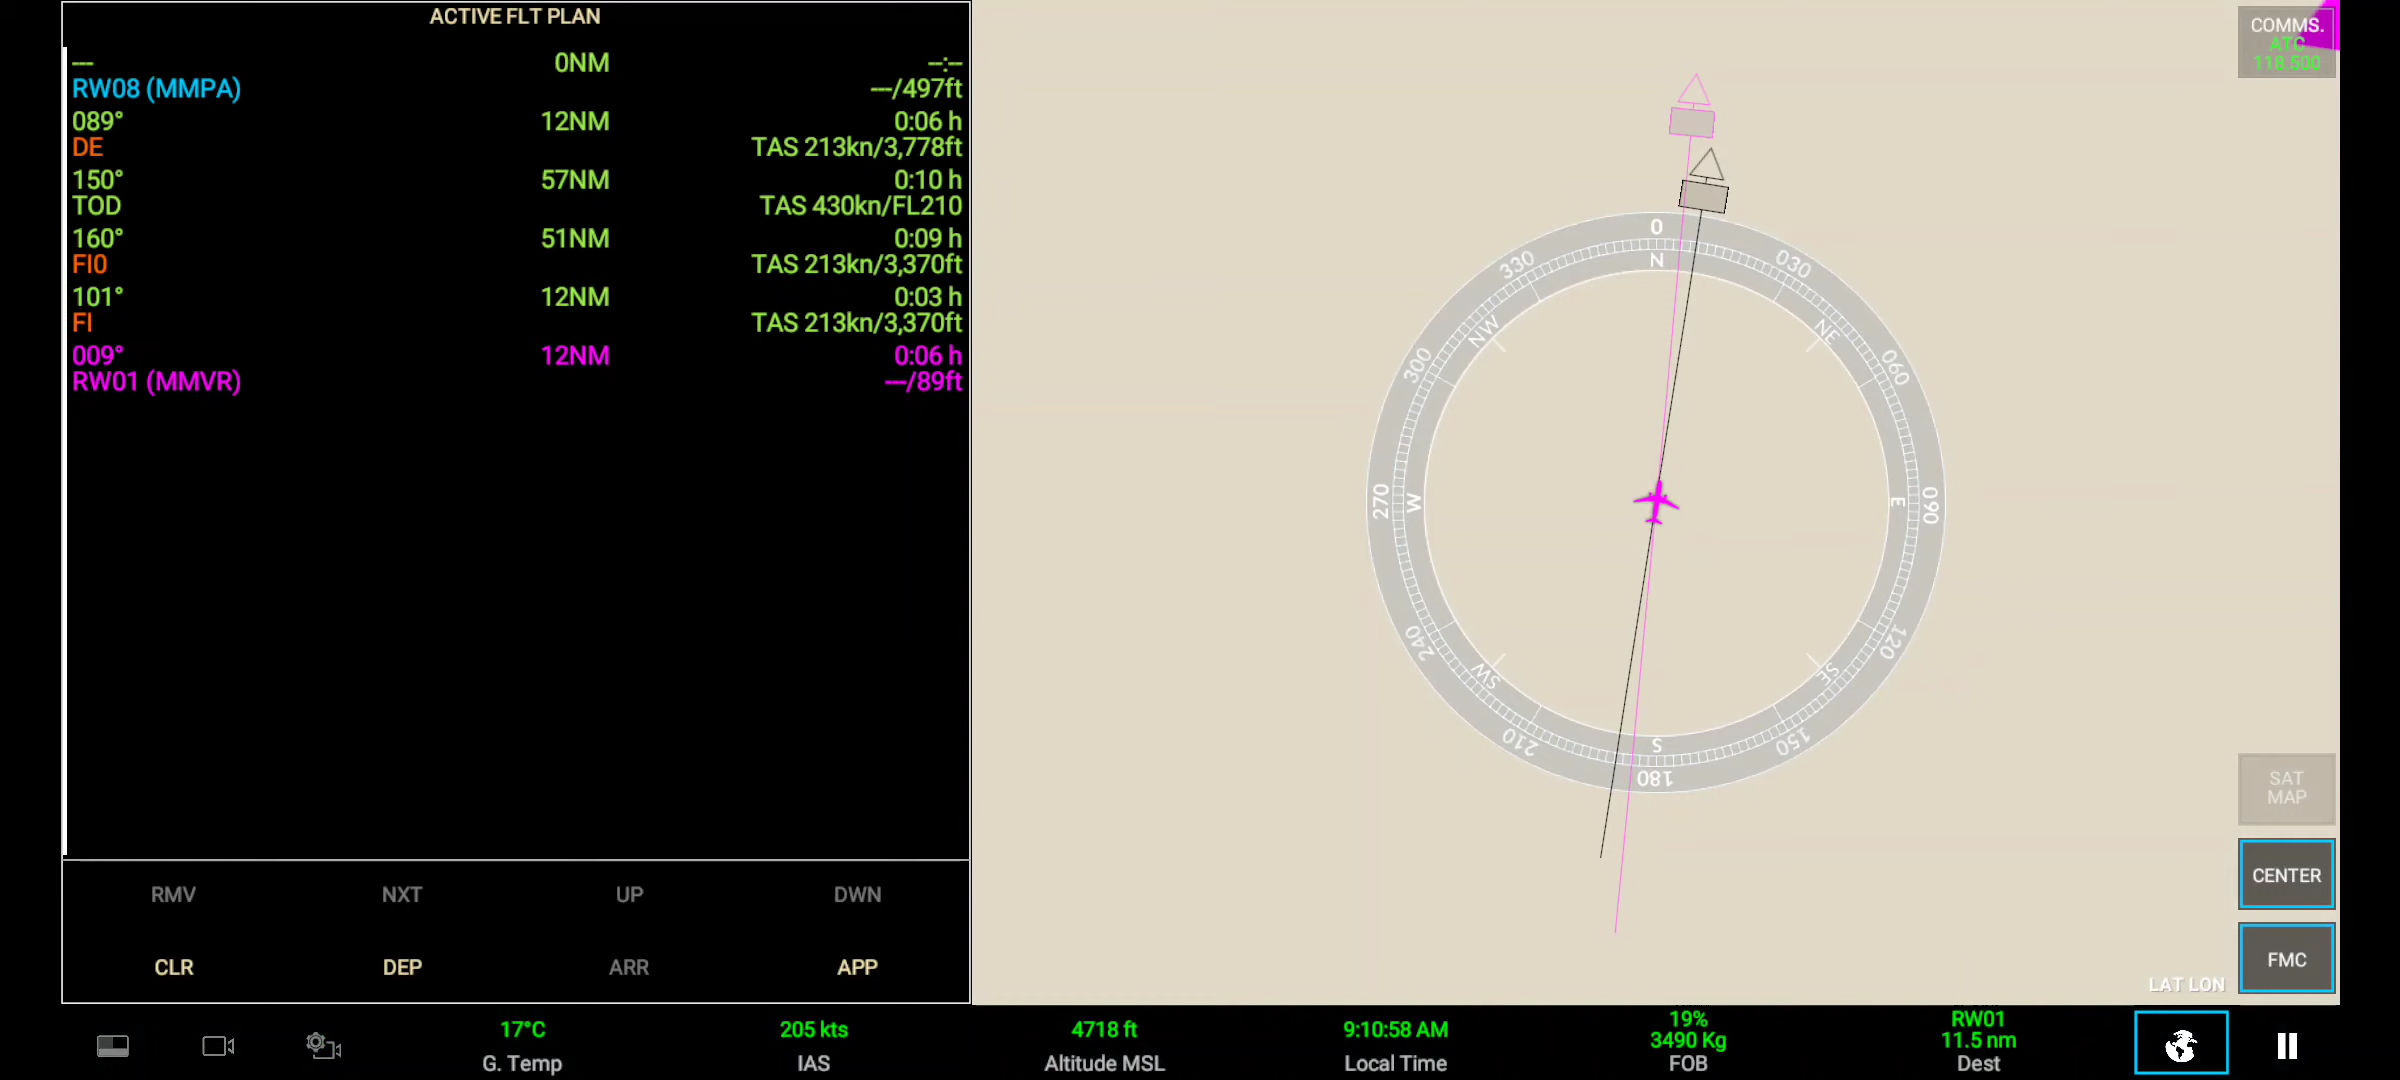 ACTIVE FLT PLAN
--- 0NM --:--
RW08 (MMPA) ---/497ft
089° 12NM 0:06 h
DE TAS 213kn/3,778ft
150° 57NM 0:10 h
TOD TAS 430kn/FL210
160° 51NM 0:09 h
FI0 TAS 213kn/3,370ft
101° 12NM 0:03 h
FI TAS 213kn/3,370ft
009° 12NM 0:06 h
RW01 (MMVR) ---/89ft
RMV NXT UP DWN
CLR DEP ARR APP
0
030
060
090
120
150
180
210
240
270
300
330
N
NE
E
SE
S
SW
W
NW
COMMS.
ATC
118.500
SAT
MAP
CENTER
FMC
LAT LON
17°C
G. Temp
205 kts
IAS
4718 ft
Altitude MSL
9:10:58 AM
Local Time
19%
3490 Kg
FOB
RW01
11.5 nm
Dest